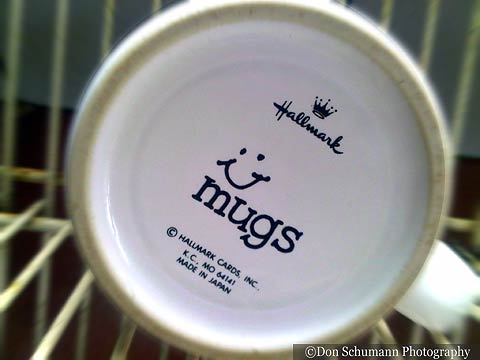 Hallmark
mugs
© HALLMARK CARDS, INC.
K.C. MO 64141
MADE IN JAPAN
©Don Schumann Photography